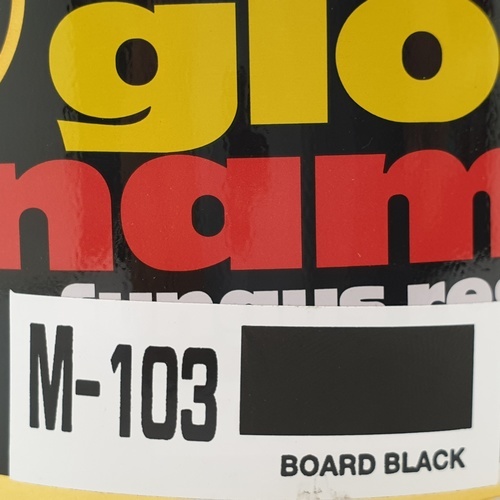 glo
nam
fungus res
M-103
BOARD BLACK